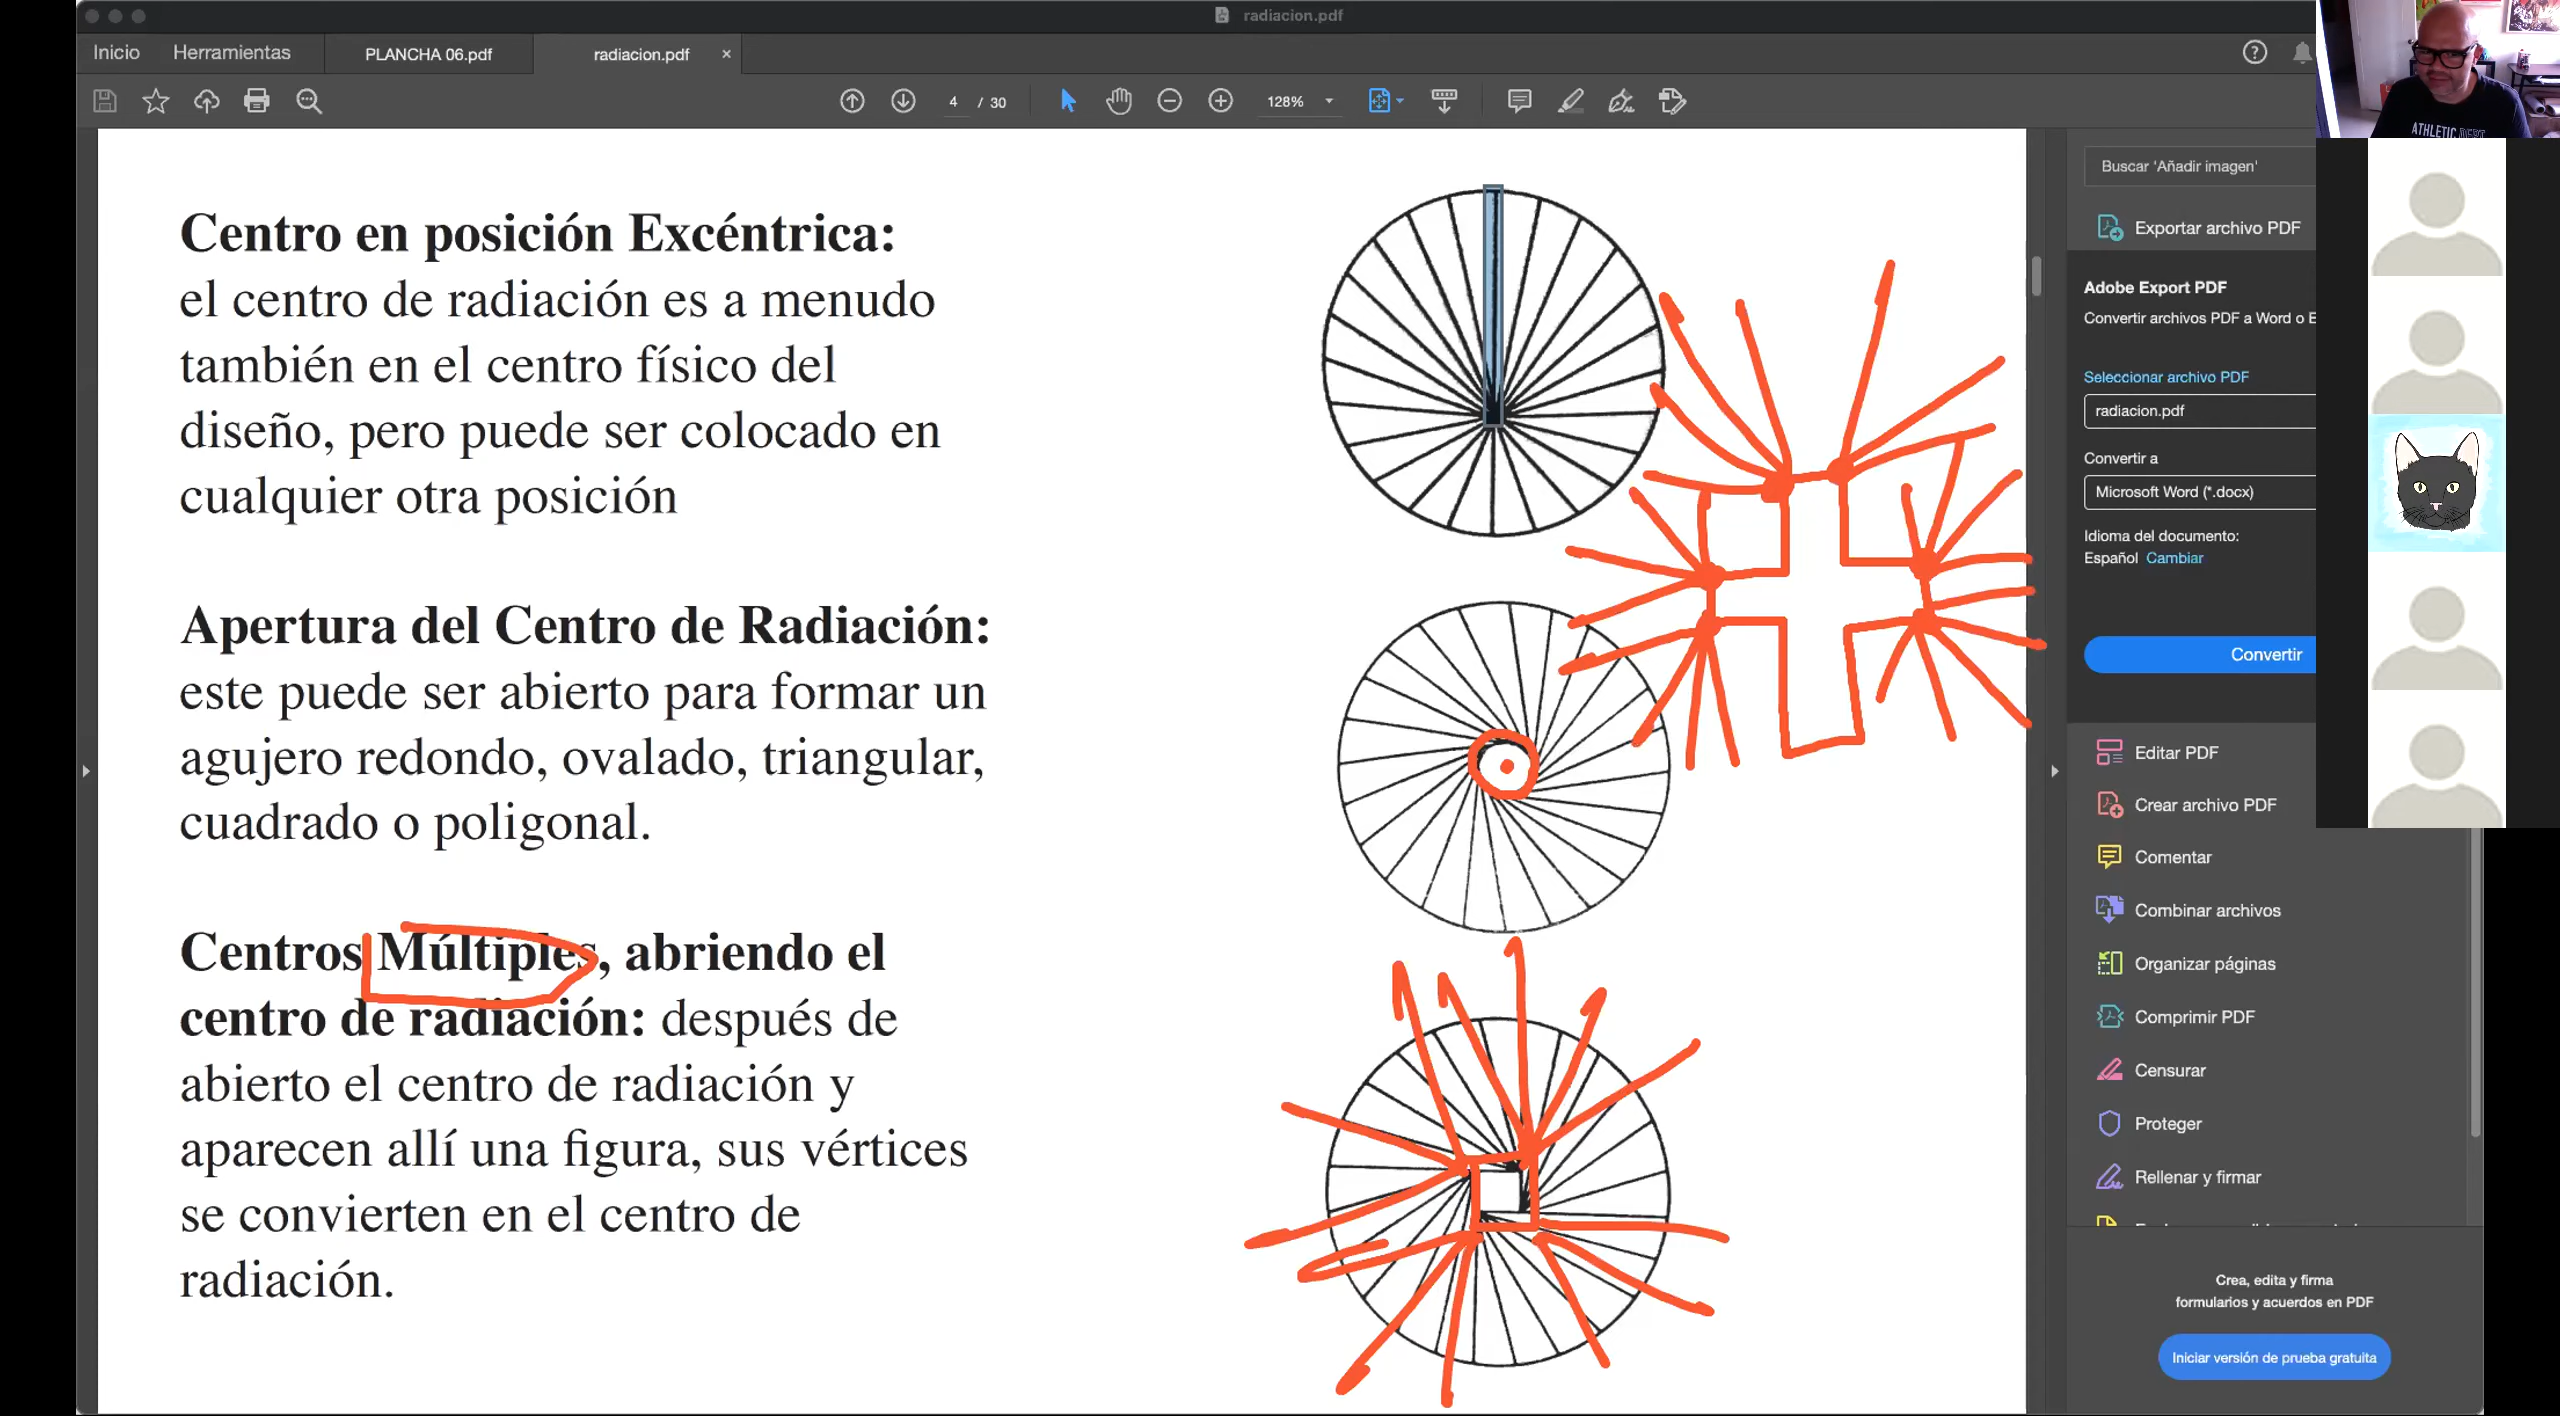 radiacion.pdf
Inicio
Herramientas
PLANCHA 06.pdf
radiacion.pdf
×
4 / 30
128%
ATHLETIC DEPT
Centro en posición Excéntrica:
el centro de radiación es a menudo
también en el centro físico del
diseño, pero puede ser colocado en
cualquier otra posición
Apertura del Centro de Radiación:
este puede ser abierto para formar un
agujero redondo, ovalado, triangular,
cuadrado o poligonal.
Centros Múltiples, abriendo el
centro de radiación: después de
abierto el centro de radiación y
aparecen allí una figura, sus vértices
se convierten en el centro de
radiación.
Buscar 'Añadir imagen'
Exportar archivo PDF
Adobe Export PDF
Convertir archivos PDF a Word o E
Seleccionar archivo PDF
radiacion.pdf
Convertir a
Microsoft Word (*.docx)
Idioma del documento:
Español Cambiar
Convertir
Editar PDF
Crear archivo PDF
Comentar
Combinar archivos
Organizar páginas
Comprimir PDF
Censurar
Proteger
Rellenar y firmar
Crea, edita y firma
formularios y acuerdos en PDF
Iniciar versión de prueba gratuita